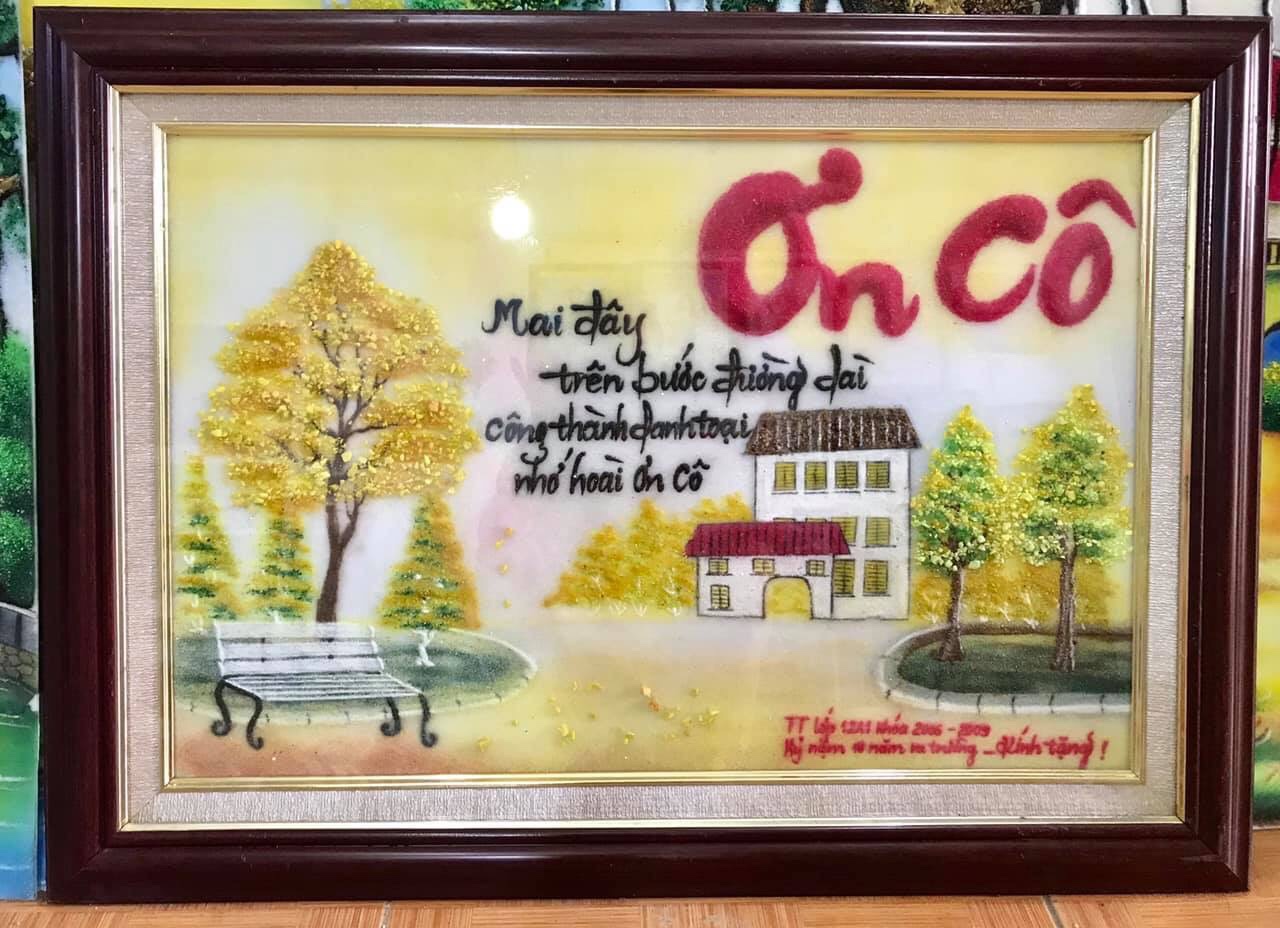 Ơn Cô
Mai đây
trên bước đường dài
công thành danh toại
nhớ hoài ơn cô
TT lớp 12A1 khóa 2006 - 2009
Kỷ niệm 10 năm ra trường - Kính tặng !